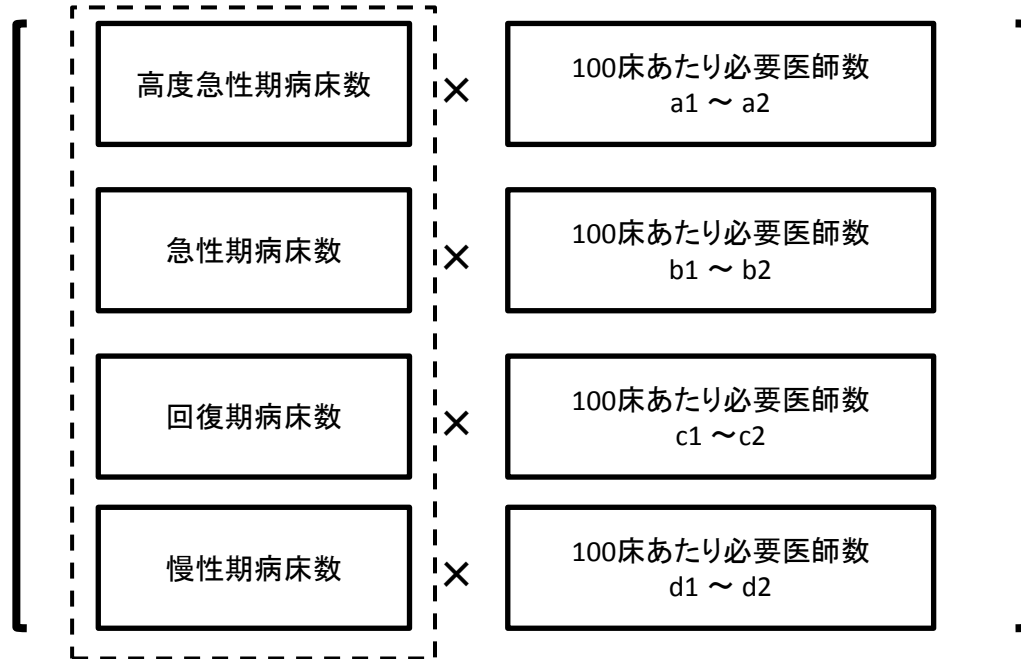 高度急性期病床数
×
100床あたり必要医師数
a1 ～ a2
急性期病床数
×
100床あたり必要医師数
b1 ～ b2
回復期病床数
×
100床あたり必要医師数
c1 ～c2
慢性期病床数
×
100床あたり必要医師数
d1 ～ d2